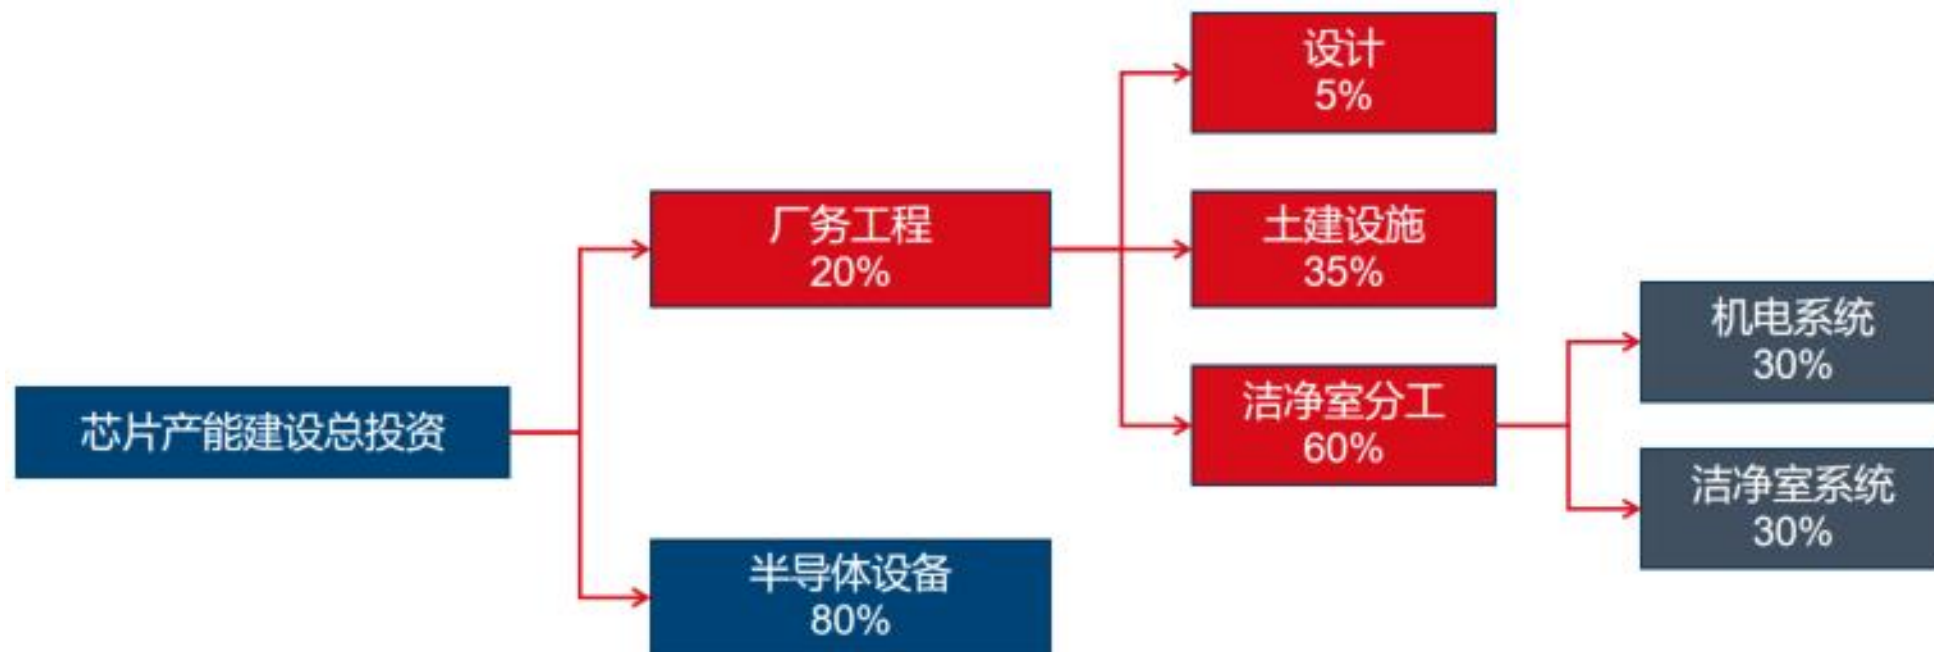 设计
5%
厂务工程
20%
土建设施
35%
机电系统
30%
芯片产能建设总投资
洁净室分工
60%
洁净室系统
30%
半导体设备
80%